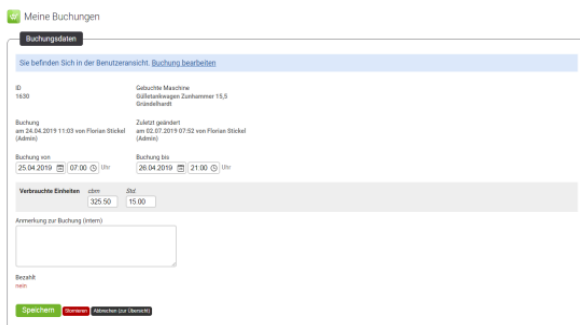 Meine Buchungen
Buchungsdaten
Sie befinden Sich in der Benutzeransicht. Buchung bearbeiten
ID
1630
Gebuchte Maschine
Gülletankwagen Zunhammer 15,5
Gründelhardt
Buchung
am 24.04.2019 11:03 von Florian Stickel
(Admin)
Zuletzt geändert
am 02.07.2019 07:52 von Florian Stickel
(Admin)
Buchung von
25.04.2019 07:00 Uhr
Buchung bis
26.04.2019 21:00 Uhr
Verbrauchte Einheiten cbm Std.
325.50 15.00
Anmerkung zur Buchung (Intern)
Bezahlt
nein
Speichern Stornieren Abbrechen (zur Übersicht)